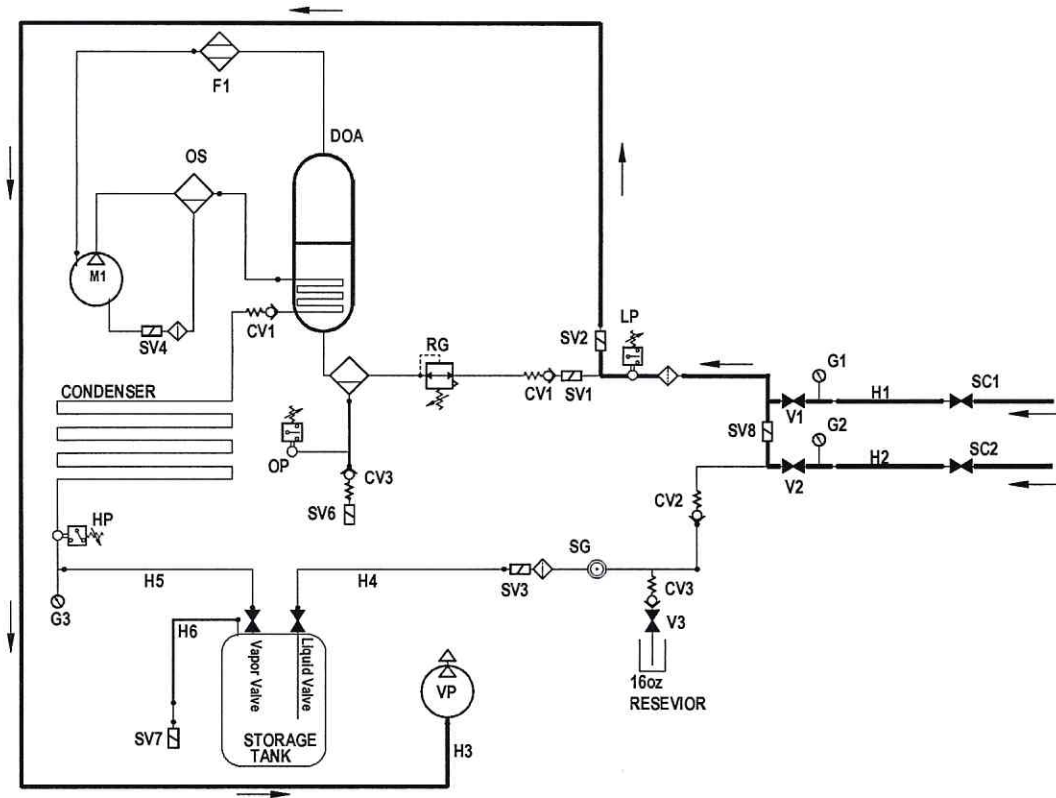 F1
DOA
OS
M1
SV4
CV1
LP
SV2
RG
CV1
SV1
G1
H1
SC1
V1
SV8
G2
H2
SC2
V2
CONDENSER
OP
CV3
SV6
CV2
HP
SG
H5
H4
SV3
CV3
G3
V3
H6
Vapor Valve
Liquid Valve
16oz
RESEVIOR
VP
SV7
STORAGE
TANK
H3